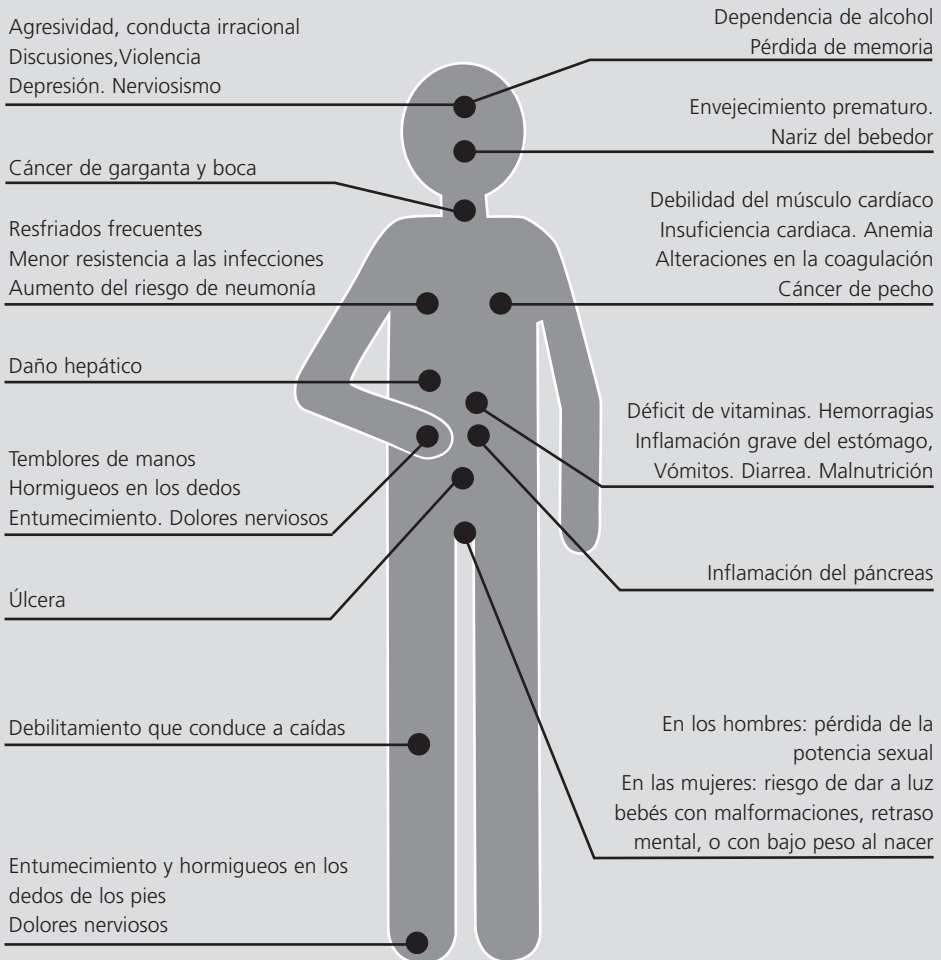 Agresividad, conducta irracional
Discusiones,Violencia
Depresión. Nerviosismo
Dependencia de alcohol
Pérdida de memoria
Envejecimiento prematuro.
Nariz del bebedor
Cáncer de garganta y boca
Debilidad del músculo cardíaco
Insuficiencia cardiaca. Anemia
Alteraciones en la coagulación
Cáncer de pecho
Resfriados frecuentes
Menor resistencia a las infecciones
Aumento del riesgo de neumonía
Daño hepático
Déficit de vitaminas. Hemorragias
Inflamación grave del estómago,
Vómitos. Diarrea. Malnutrición
Temblores de manos
Hormigueos en los dedos
Entumecimiento. Dolores nerviosos
Inflamación del páncreas
Úlcera
Debilitamiento que conduce a caídas
En los hombres: pérdida de la
potencia sexual
En las mujeres: riesgo de dar a luz
bebés con malformaciones, retraso
mental, o con bajo peso al nacer
Entumecimiento y hormigueos en los
dedos de los pies
Dolores nerviosos